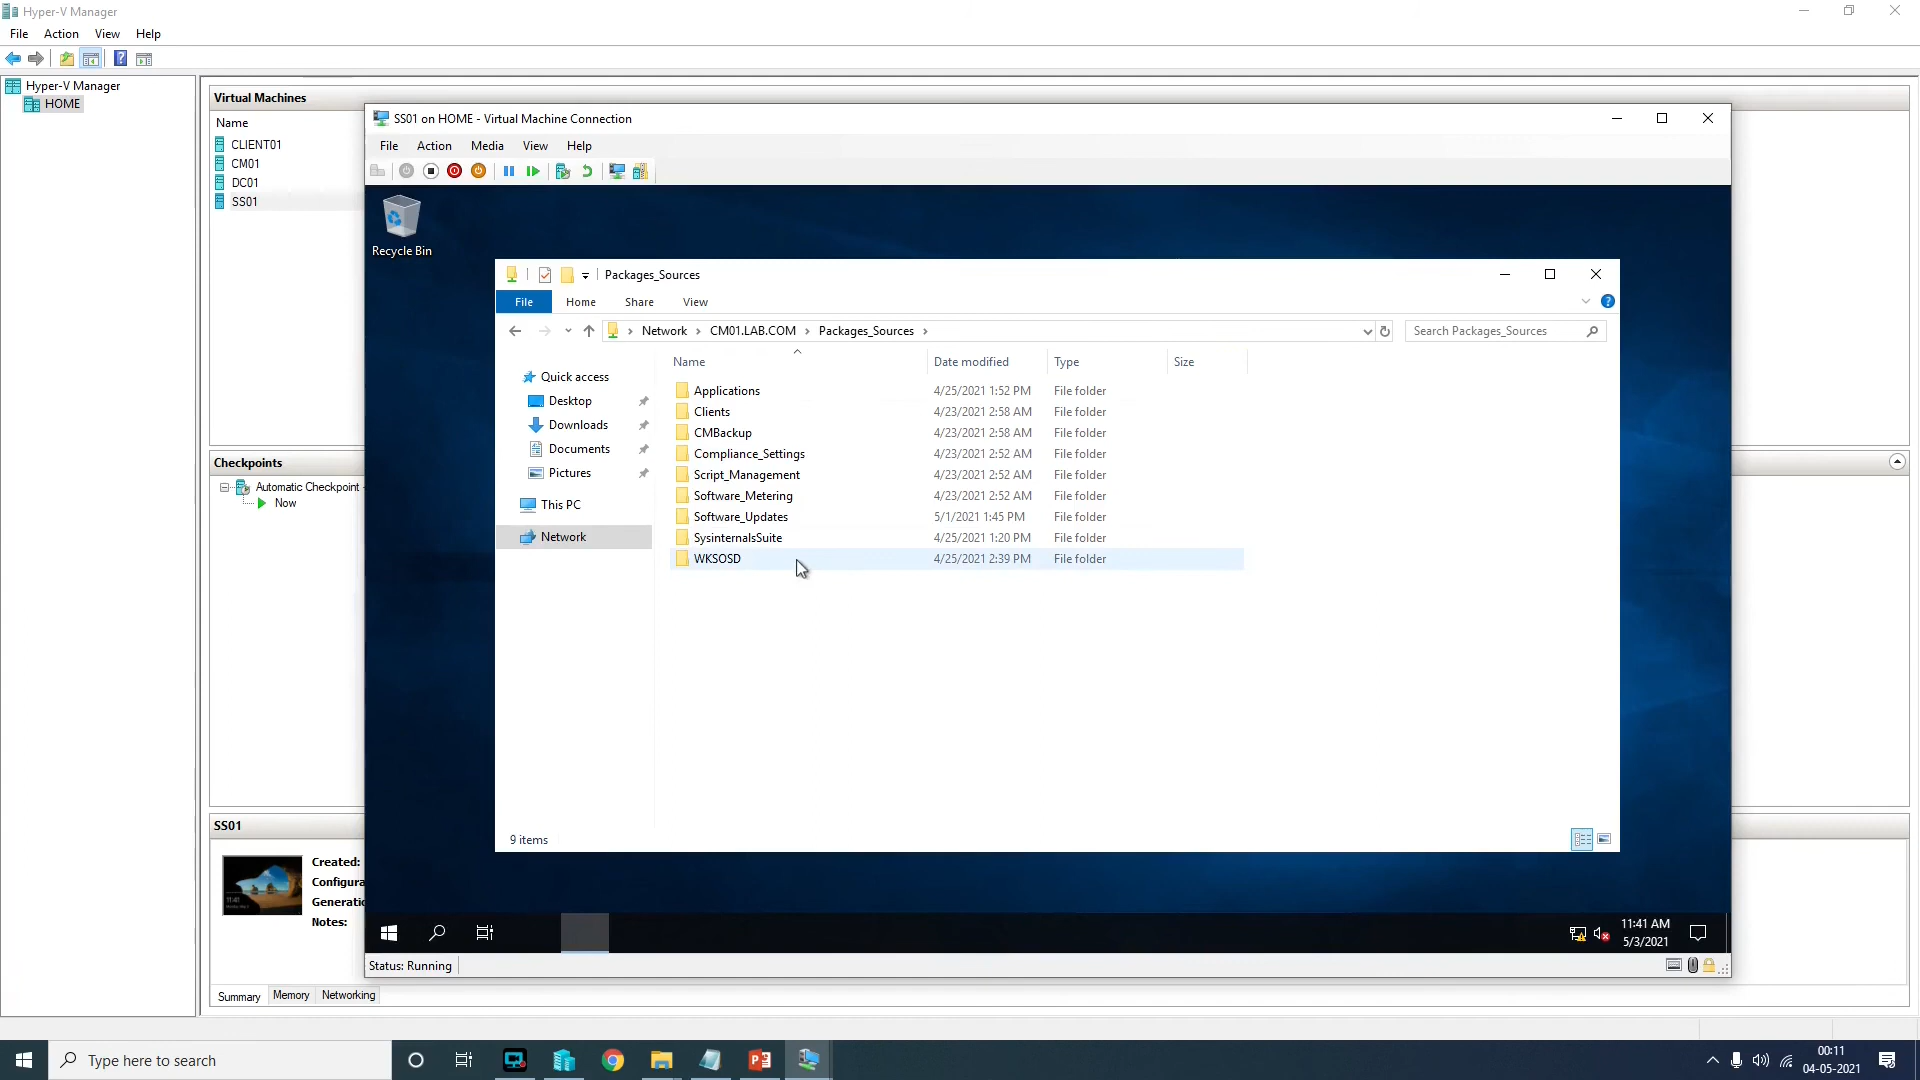 Hyper-V Manager
File Action View Help
Hyper-V Manager
HOME
Virtual Machines
Name
CLIENT01
CM01
DC01
SS01
Checkpoints
Automatic Checkpoint -
Now
SS01
Created:
Configura
Generatio
Notes:
11:41
Summary Memory Networking
SS01 on HOME - Virtual Machine Connection
File Action Media View Help
Recycle Bin
Packages_Sources
File Home Share View
Network CM01.LAB.COM Packages_Sources
Search Packages_Sources
Quick access
Desktop
Downloads
Documents
Pictures
This PC
Network
Name Date modified Type Size
Applications 4/25/2021 1:52 PM File folder
Clients 4/23/2021 2:58 AM File folder
CMBackup 4/23/2021 2:58 AM File folder
Compliance_Settings 4/23/2021 2:52 AM File folder
Script_Management 4/23/2021 2:52 AM File folder
Software_Metering 4/23/2021 2:52 AM File folder
Software_Updates 5/1/2021 1:45 PM File folder
SysinternalsSuite 4/25/2021 1:20 PM File folder
WKSOSD 4/25/2021 2:39 PM File folder
9 items
11:41 AM
5/3/2021
Status: Running
Type here to search
00:11
04-05-2021